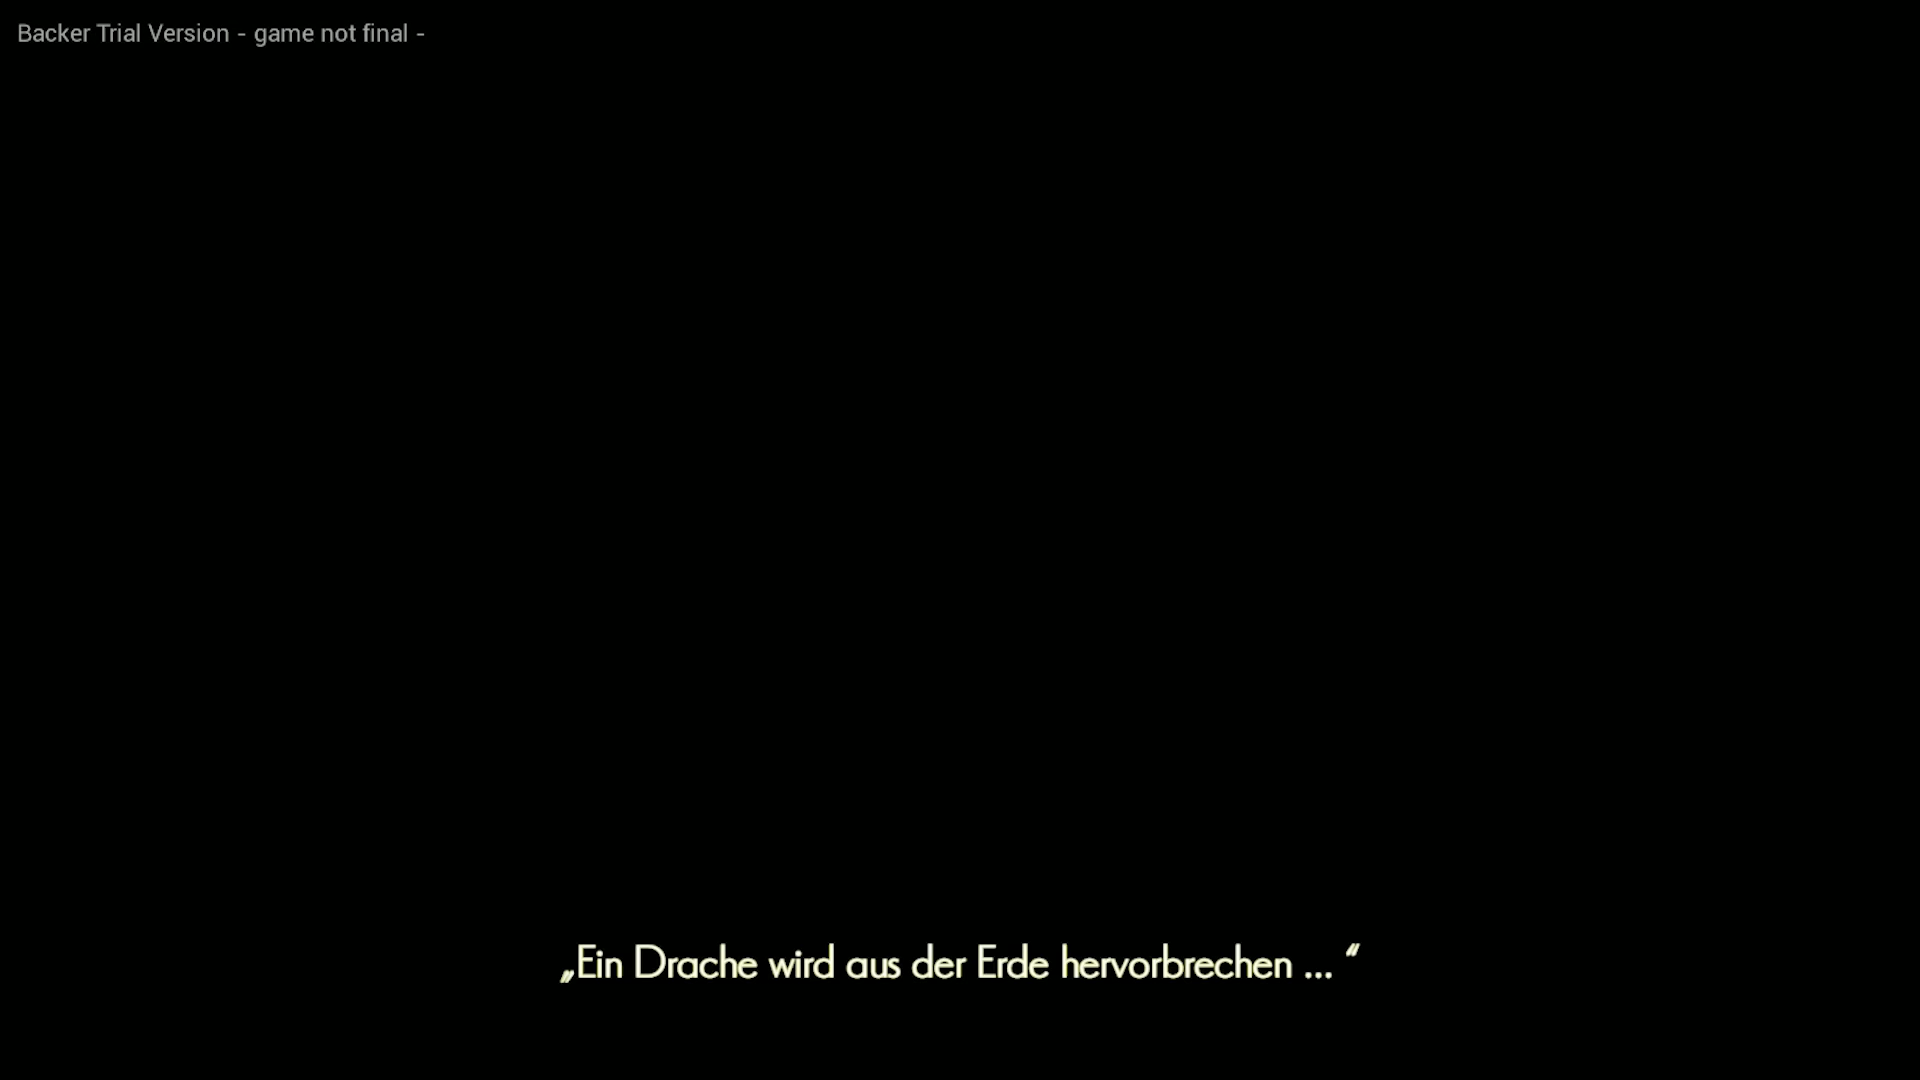 Backer Trial Version - game not final -
„Ein Drache wird aus der Erde hervorbrechen ... “